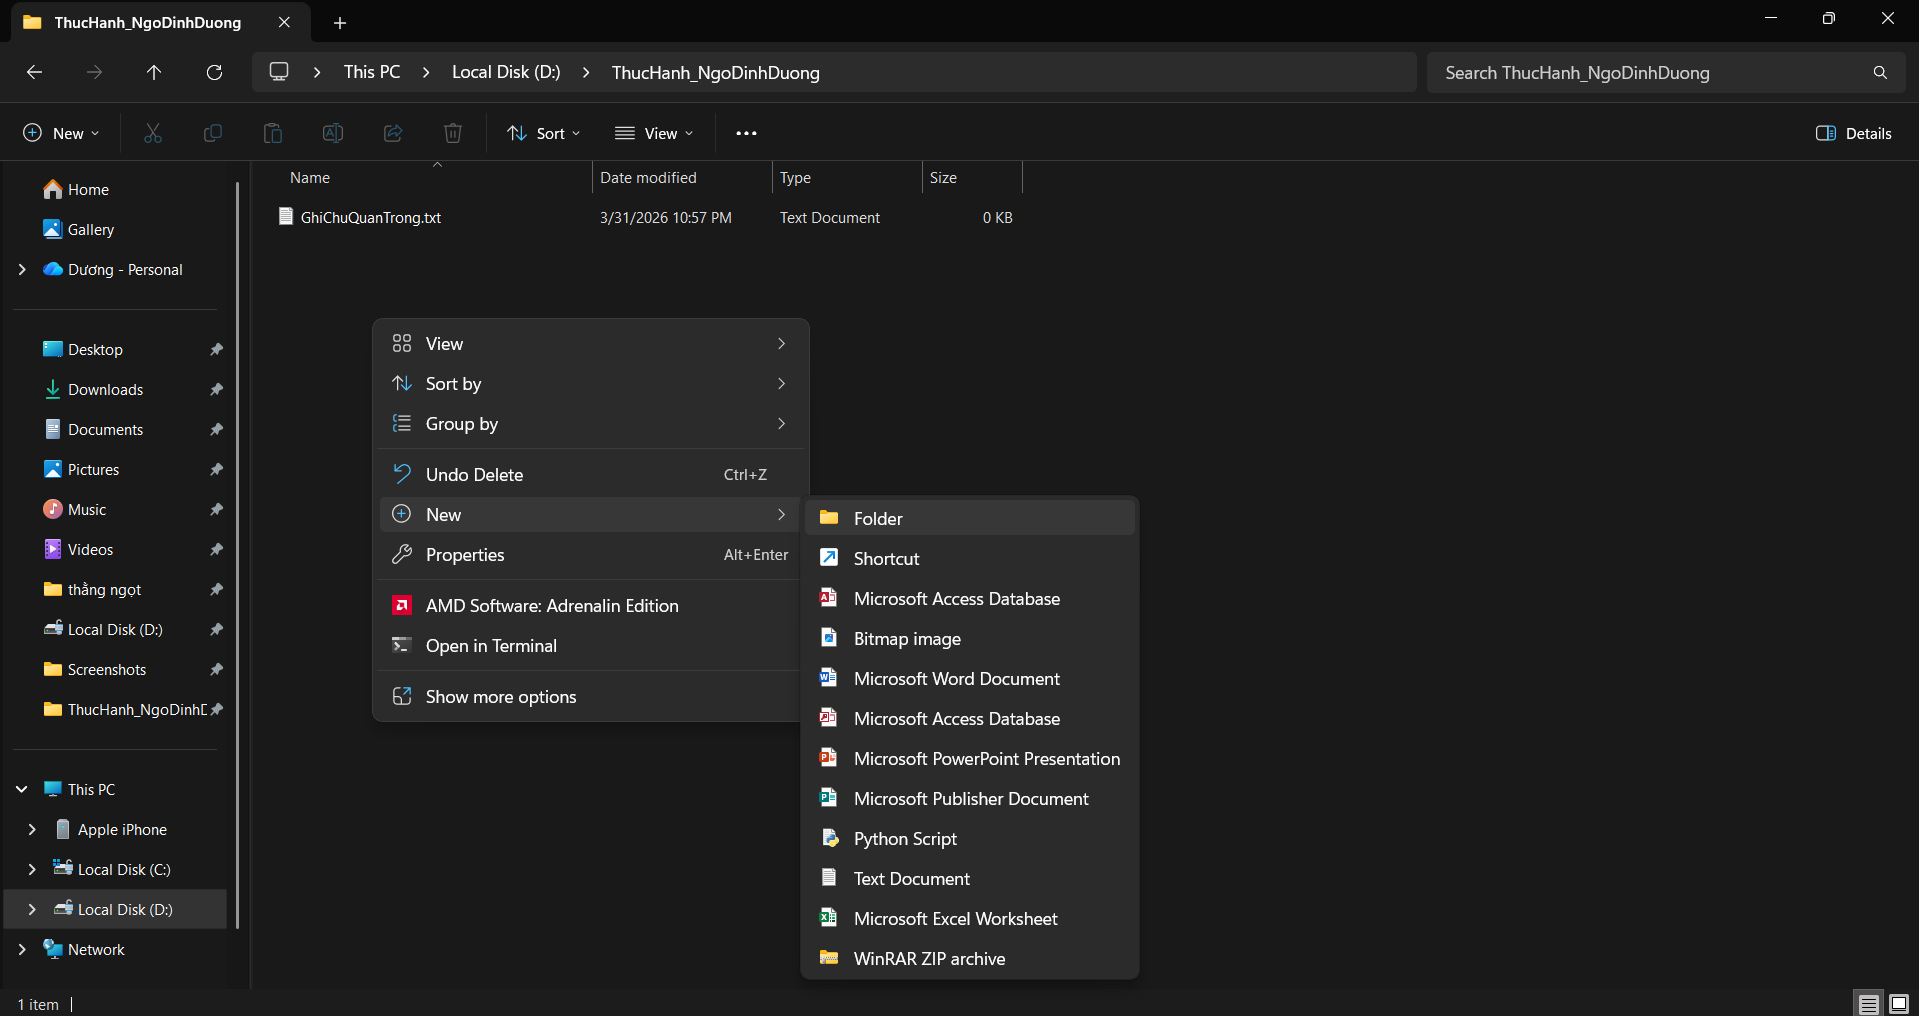 ThucHanh_NgoDinhDuong
This PC
Local Disk (D:)
ThucHanh_NgoDinhDuong
Search ThucHanh_NgoDinhDuong
New
Sort
View
Details
Home
Gallery
Dương - Personal
Desktop
Downloads
Documents
Pictures
Music
Videos
thằng ngọt
Local Disk (D:)
Screenshots
ThucHanh_NgoDinhD
This PC
Apple iPhone
Local Disk (C:)
Local Disk (D:)
Network
Name
Date modified
Type
Size
GhiChuQuanTrong.txt
3/31/2026 10:57 PM
Text Document
0 KB
View
Sort by
Group by
Undo Delete
Ctrl+Z
New
Properties
Alt+Enter
AMD Software: Adrenalin Edition
Open in Terminal
Show more options
Folder
Shortcut
Microsoft Access Database
Bitmap image
Microsoft Word Document
Microsoft Access Database
Microsoft PowerPoint Presentation
Microsoft Publisher Document
Python Script
Text Document
Microsoft Excel Worksheet
WinRAR ZIP archive
1 item